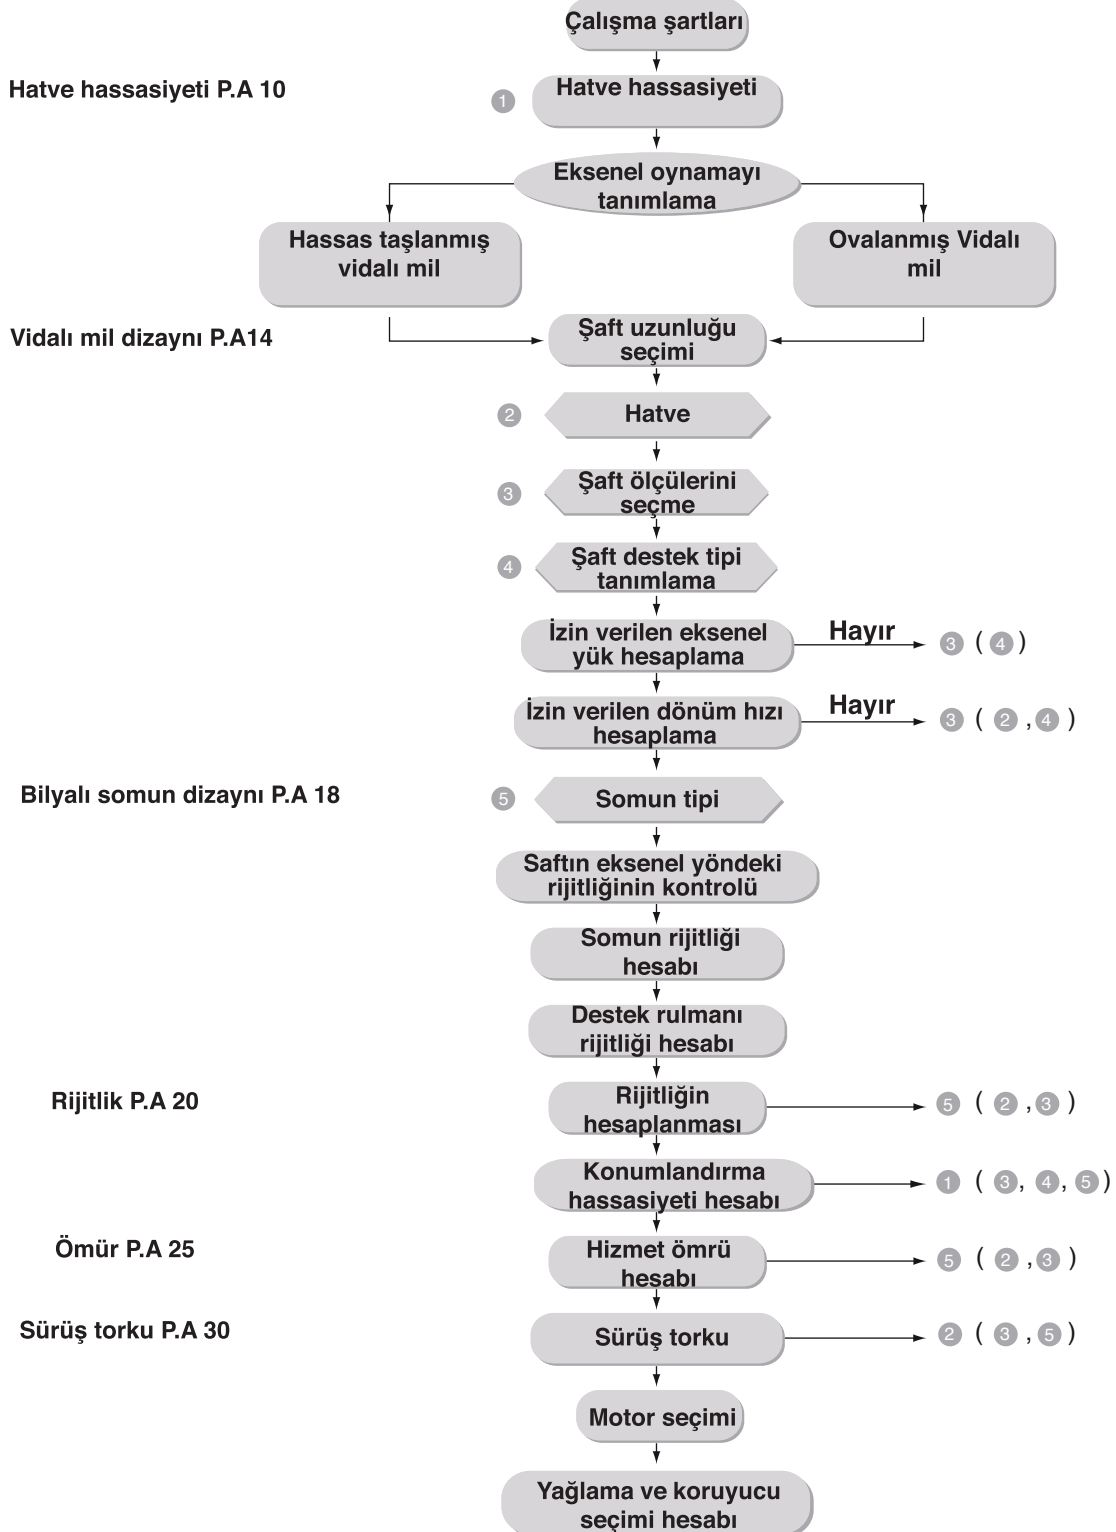 Çalışma şartları
Hatve hassasiyeti P.A 10
1
Hatve hassasiyeti
Eksenel oynamayı
tanımlama
Hassas taşlanmış
vidalı mil
Ovalanmış Vidalı
mil
Vidalı mil dizaynı P.A14
Şaft uzunluğu
seçimi
2
Hatve
3
Şaft ölçülerini
seçme
4
Şaft destek tipi
tanımlama
İzin verilen eksenel
yük hesaplama
Hayır
3 ( 4 )
İzin verilen dönüm hızı
hesaplama
Hayır
3 ( 2 , 4 )
Bilyalı somun dizaynı P.A 18
5
Somun tipi
Saftın eksenel yöndeki
rijitliğinin kontrolü
Somun rijitliği
hesabı
Destek rulmanı
rijitliği hesabı
Rijitlik P.A 20
Rijitliğin
hesaplanması
5 ( 2 , 3 )
Konumlandırma
hassasiyeti hesabı
1 ( 3, 4, 5 )
Ömür P.A 25
Hizmet ömrü
hesabı
5 ( 2 , 3 )
Sürüş torku P.A 30
Sürüş torku
2 ( 3 , 5 )
Motor seçimi
Yağlama ve koruyucu
seçimi hesabı